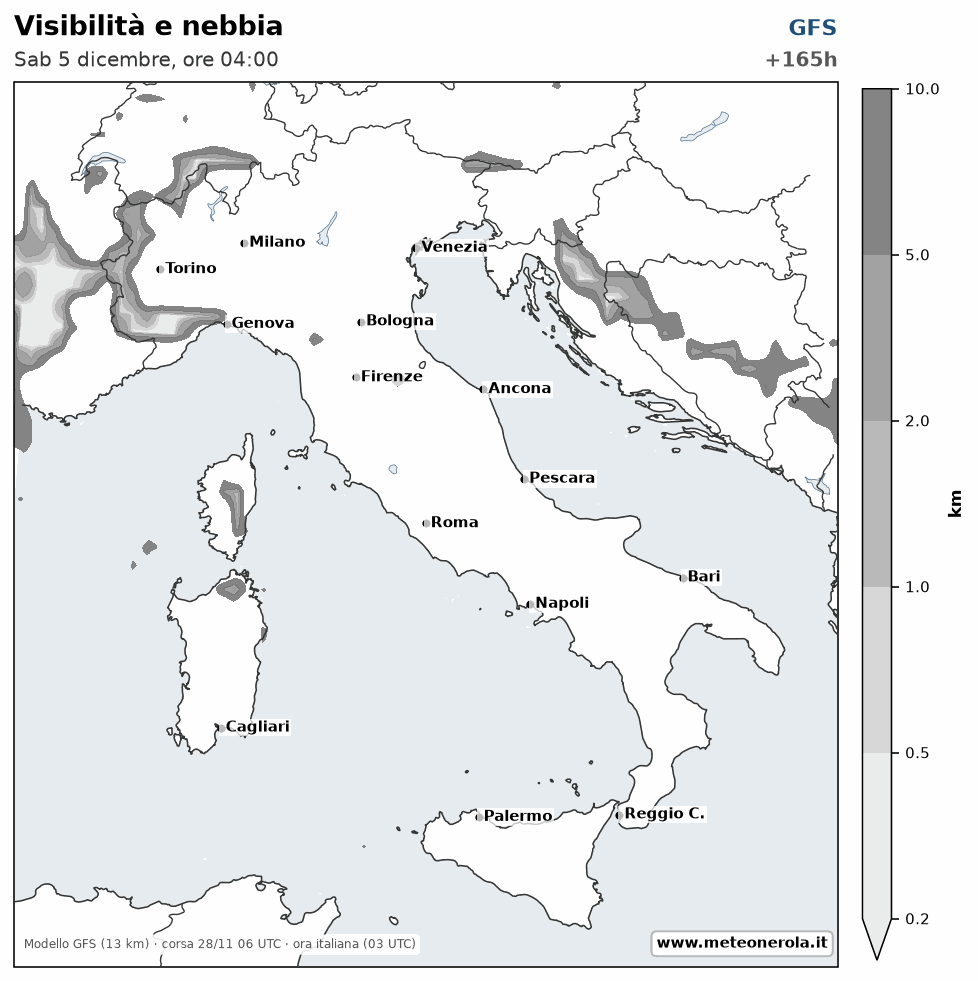 Visibilità e nebbia
GFS
Sab 5 dicembre, ore 04:00
+165h
10.0
5.0
2.0
1.0
0.5
0.2
km
Milano
Venezia
Torino
Bologna
Genova
Firenze
Ancona
Pescara
Roma
Bari
Napoli
Cagliari
Palermo
Reggio C.
Modello GFS (13 km) · corsa 28/11 06 UTC · ora italiana (03 UTC)
www.meteonerola.it